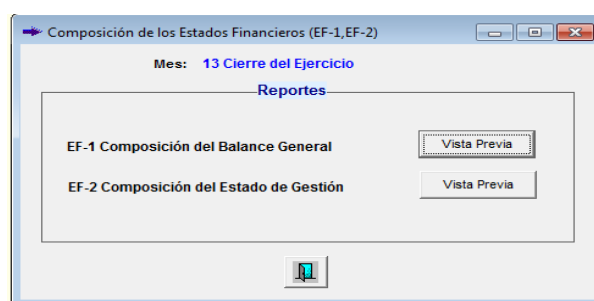 Composición de los Estados Financieros (EF-1,EF-2)
Mes: 13 Cierre del Ejercicio
Reportes
EF-1 Composición del Balance General Vista Previa
EF-2 Composición del Estado de Gestión Vista Previa